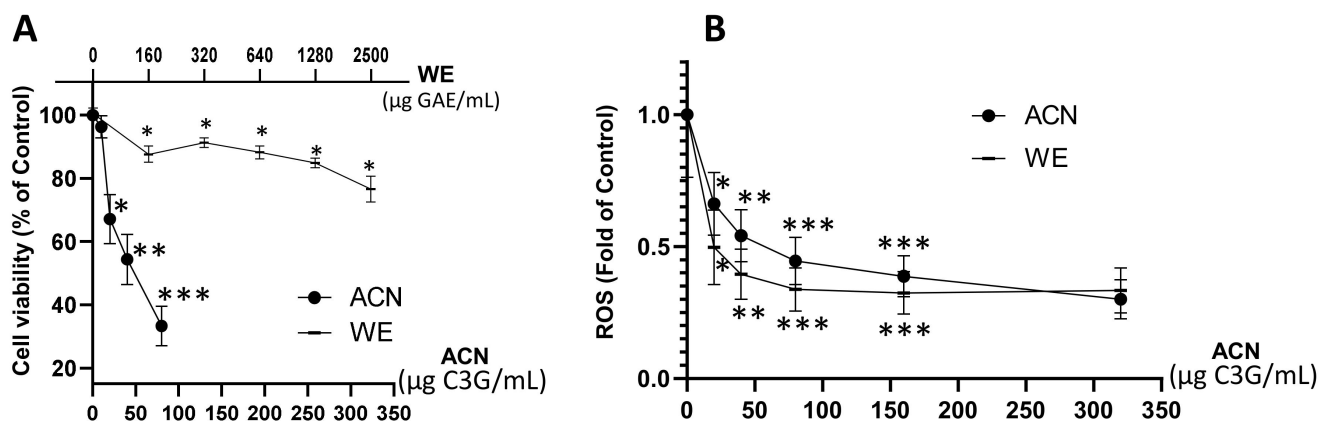 A
0 160 320 640 1280 2500
WE
(µg GAE/mL)
Cell viability (% of Control)
100
80
60
40
20
*
*
*
*
*
*
**
***
ACN
WE
ACN
(µg C3G/mL)
0 50 100 150 200 250 300 350
B
ROS (Fold of Control)
1.0
0.5
0.0
*
**
***
***
*
**
***
***
ACN
WE
ACN
(µg C3G/mL)
0 50 100 150 200 250 300 350